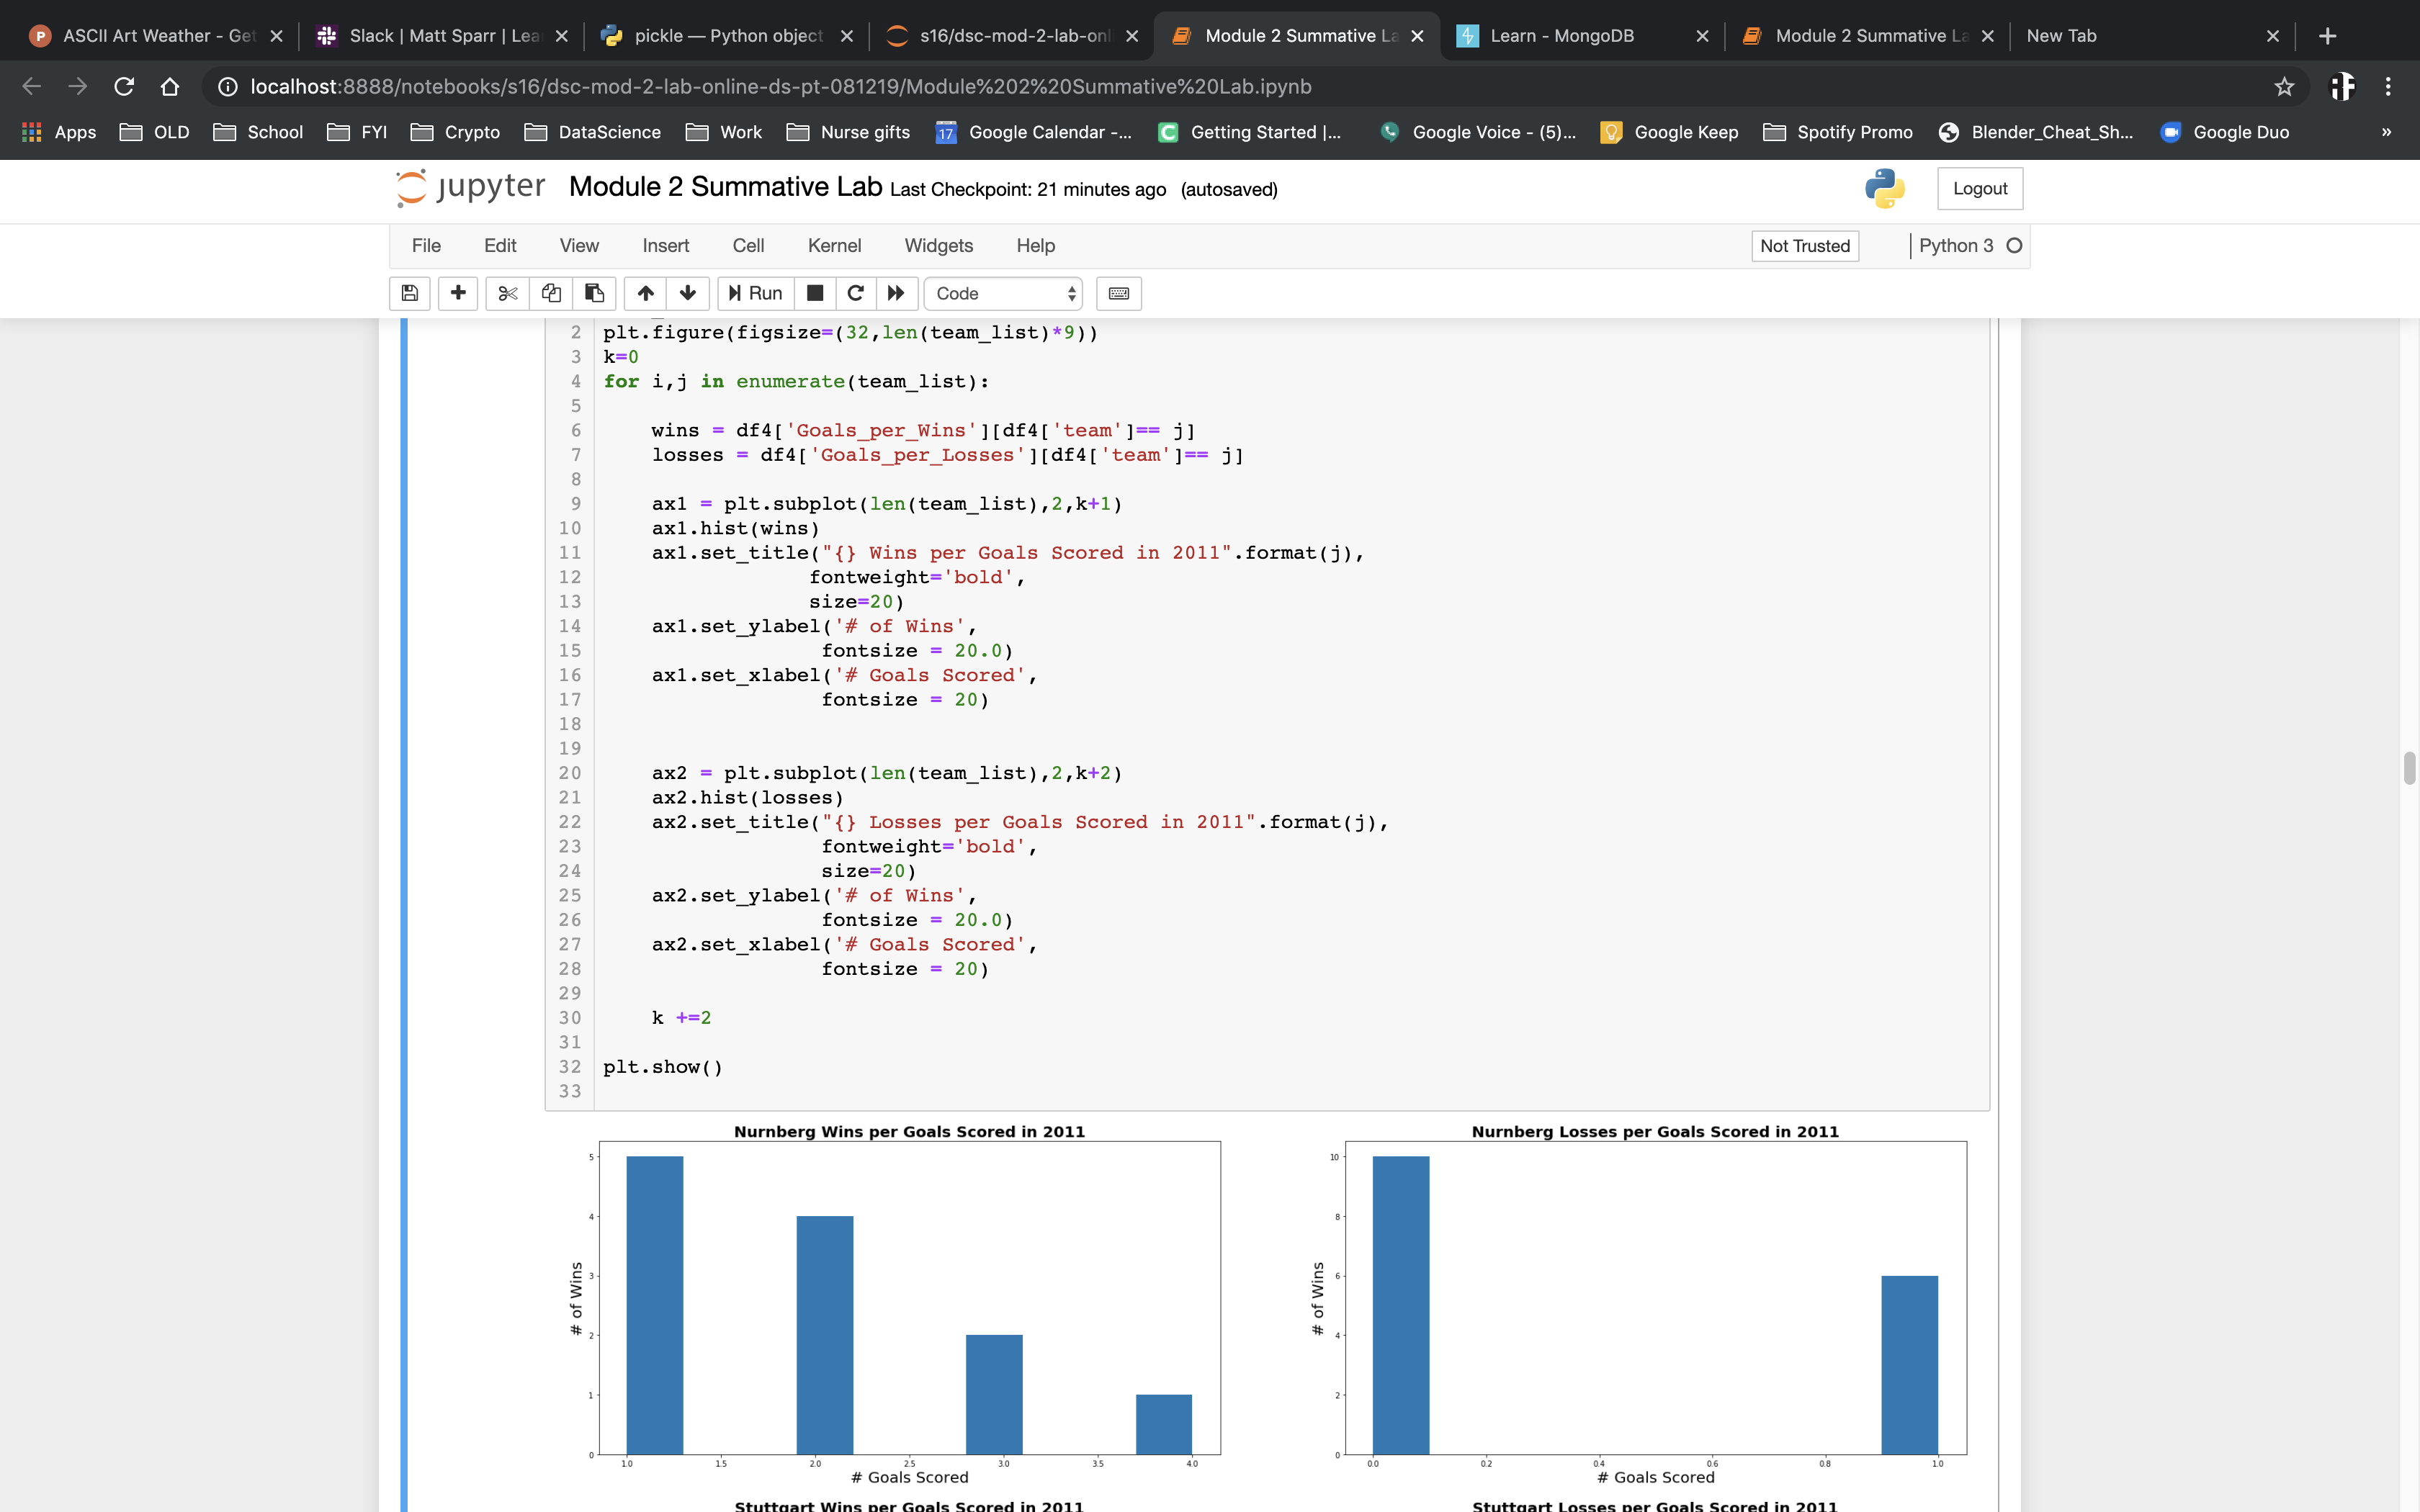 ASCII Art Weather - Get
Slack | Matt Sparr | Lea
pickle — Python object
s16/dsc-mod-2-lab-onl
Module 2 Summative La
Learn - MongoDB
Module 2 Summative La
New Tab
localhost:8888/notebooks/s16/dsc-mod-2-lab-online-ds-pt-081219/Module%202%20Summative%20Lab.ipynb
Apps OLD School FYI Crypto DataScience Work Nurse gifts 17 Google Calendar -... Getting Started |... Google Voice - (5)... Google Keep Spotify Promo Blender_Cheat_Sh... Google Duo »
jupyter Module 2 Summative Lab Last Checkpoint: 21 minutes ago (autosaved) Logout
File Edit View Insert Cell Kernel Widgets Help Not Trusted Python 3
Run Code
2 plt.figure(figsize=(32,len(team_list)*9))
3 k=0
4 for i,j in enumerate(team_list):
5
6 wins = df4['Goals_per_Wins'][df4['team']== j]
7 losses = df4['Goals_per_Losses'][df4['team']== j]
8
9 ax1 = plt.subplot(len(team_list),2,k+1)
10 ax1.hist(wins)
11 ax1.set_title("{} Wins per Goals Scored in 2011".format(j),
12 fontweight='bold',
13 size=20)
14 ax1.set_ylabel('# of Wins',
15 fontsize = 20.0)
16 ax1.set_xlabel('# Goals Scored',
17 fontsize = 20)
18
19
20 ax2 = plt.subplot(len(team_list),2,k+2)
21 ax2.hist(losses)
22 ax2.set_title("{} Losses per Goals Scored in 2011".format(j),
23 fontweight='bold',
24 size=20)
25 ax2.set_ylabel('# of Wins',
26 fontsize = 20.0)
27 ax2.set_xlabel('# Goals Scored',
28 fontsize = 20)
29
30 k +=2
31
32 plt.show()
33
Nurnberg Wins per Goals Scored in 2011
5
4
3
2
1
0
# of Wins
1.0 1.5 2.0 2.5 3.0 3.5 4.0
# Goals Scored
Nurnberg Losses per Goals Scored in 2011
10
8
6
4
2
0
# of Wins
0.0 0.2 0.4 0.6 0.8 1.0
# Goals Scored
Stuttgart Wins per Goals Scored in 2011
Stuttgart Losses per Goals Scored in 2011